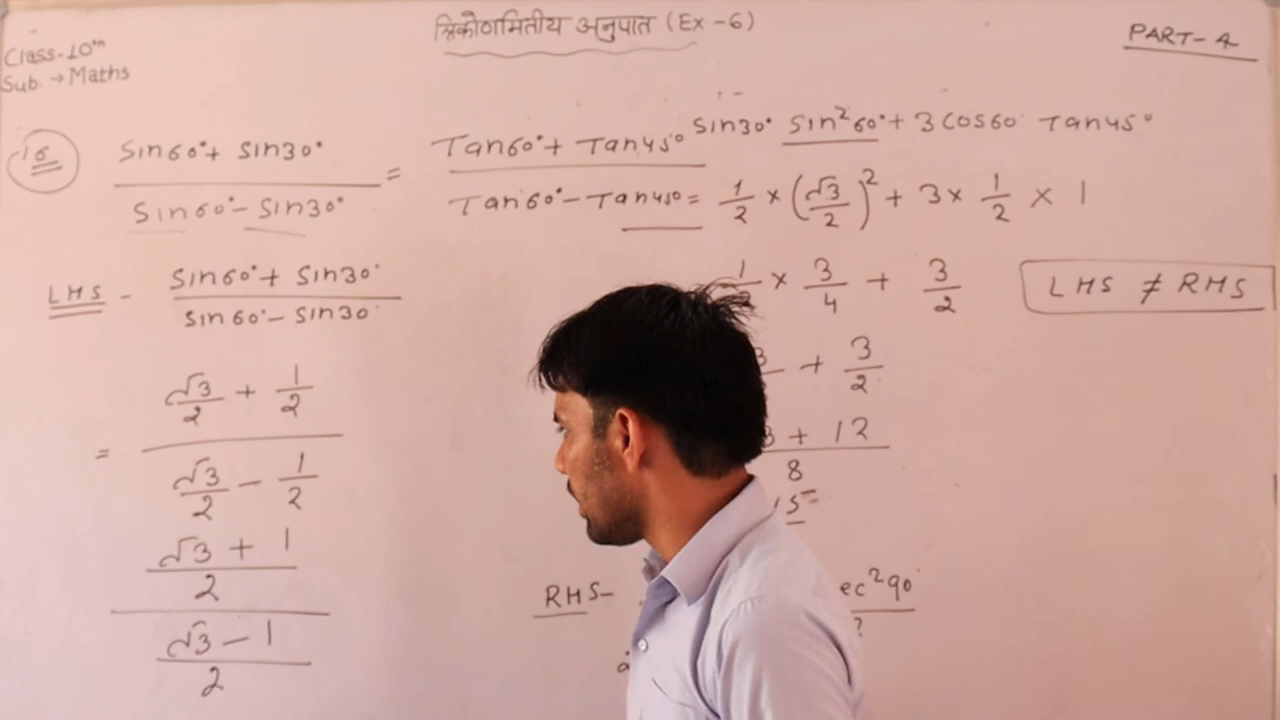 त्रिकोणमितीय अनुपात (Ex-6)
PART-4
Class-10th
Sub. → Maths
16
Sin60°+ Sin30° / Sin60°- Sin30° = Tan60°+ Tan45° / Tan60°- Tan45°
LHS - Sin60°+ Sin30° / Sin60°- Sin30°
= √3/2 + 1/2
√3/2 - 1/2
√3 + 1 / 2
√3 - 1 / 2
Sin30° Sin²60°+ 3 Cos60° Tan45°
= 1/2 × (√3/2)² + 3× 1/2 × 1
1/2 × 3/4 + 3/2
+ 3/2
3 + 12 / 8
RHS-
ec²90°
LHS ≠ RHS